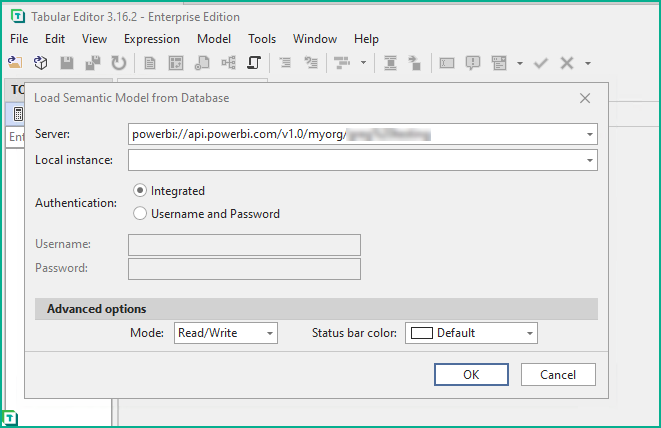 Tabular Editor 3.16.2 - Enterprise Edition
File Edit View Expression Model Tools Window Help
TO
Load Semantic Model from Database
Ent
Server: powerbi://api.powerbi.com/v1.0/myorg/
Local instance:
Authentication: Integrated
Username and Password
Username:
Password:
Advanced options
Mode: Read/Write Status bar color: Default
OK Cancel